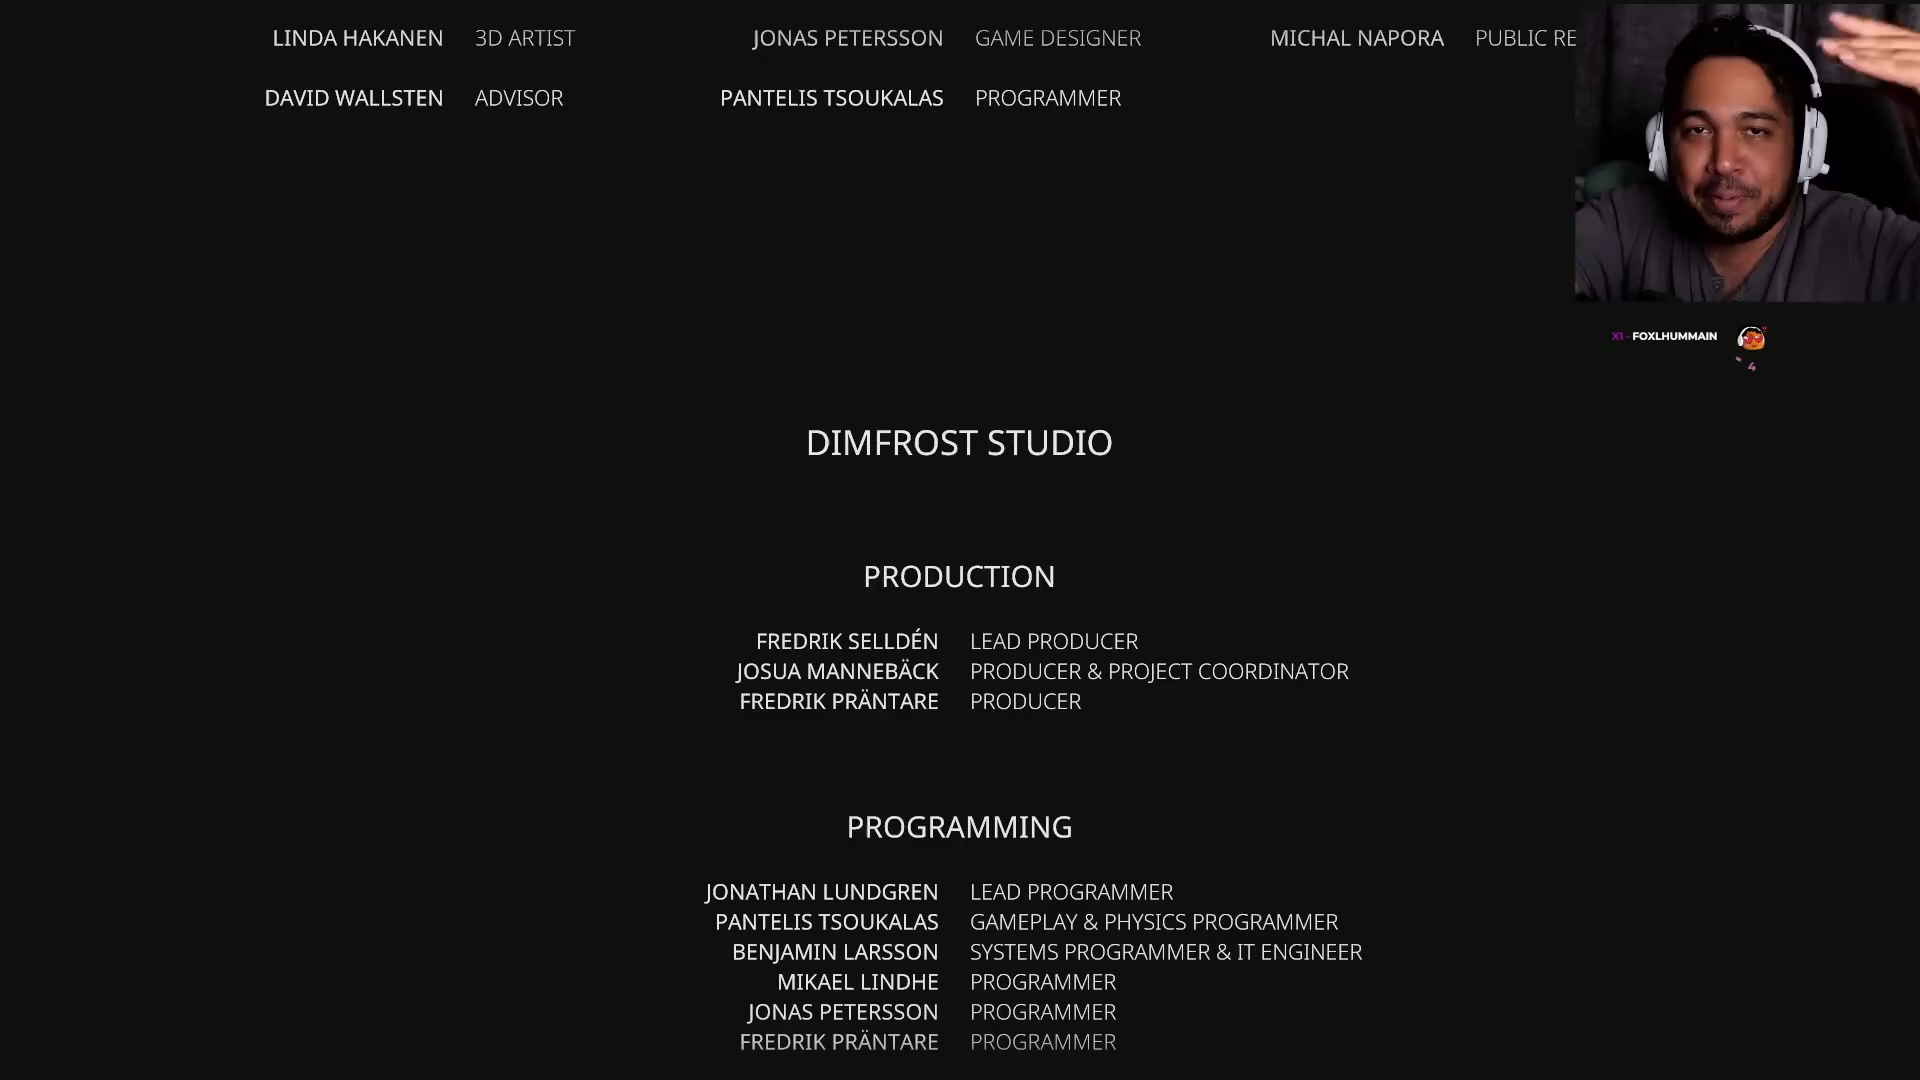 LINDA HAKANEN 3D ARTIST JONAS PETERSSON GAME DESIGNER MICHAL NAPORA PUBLIC RE
DAVID WALLSTEN ADVISOR PANTELIS TSOUKALAS PROGRAMMER
X1 - FOXLHUMMAIN
4
DIMFROST STUDIO
PRODUCTION
FREDRIK SELLDÉN LEAD PRODUCER
JOSUA MANNEBÄCK PRODUCER & PROJECT COORDINATOR
FREDRIK PRÄNTARE PRODUCER
PROGRAMMING
JONATHAN LUNDGREN LEAD PROGRAMMER
PANTELIS TSOUKALAS GAMEPLAY & PHYSICS PROGRAMMER
BENJAMIN LARSSON SYSTEMS PROGRAMMER & IT ENGINEER
MIKAEL LINDHE PROGRAMMER
JONAS PETERSSON PROGRAMMER
FREDRIK PRÄNTARE PROGRAMMER